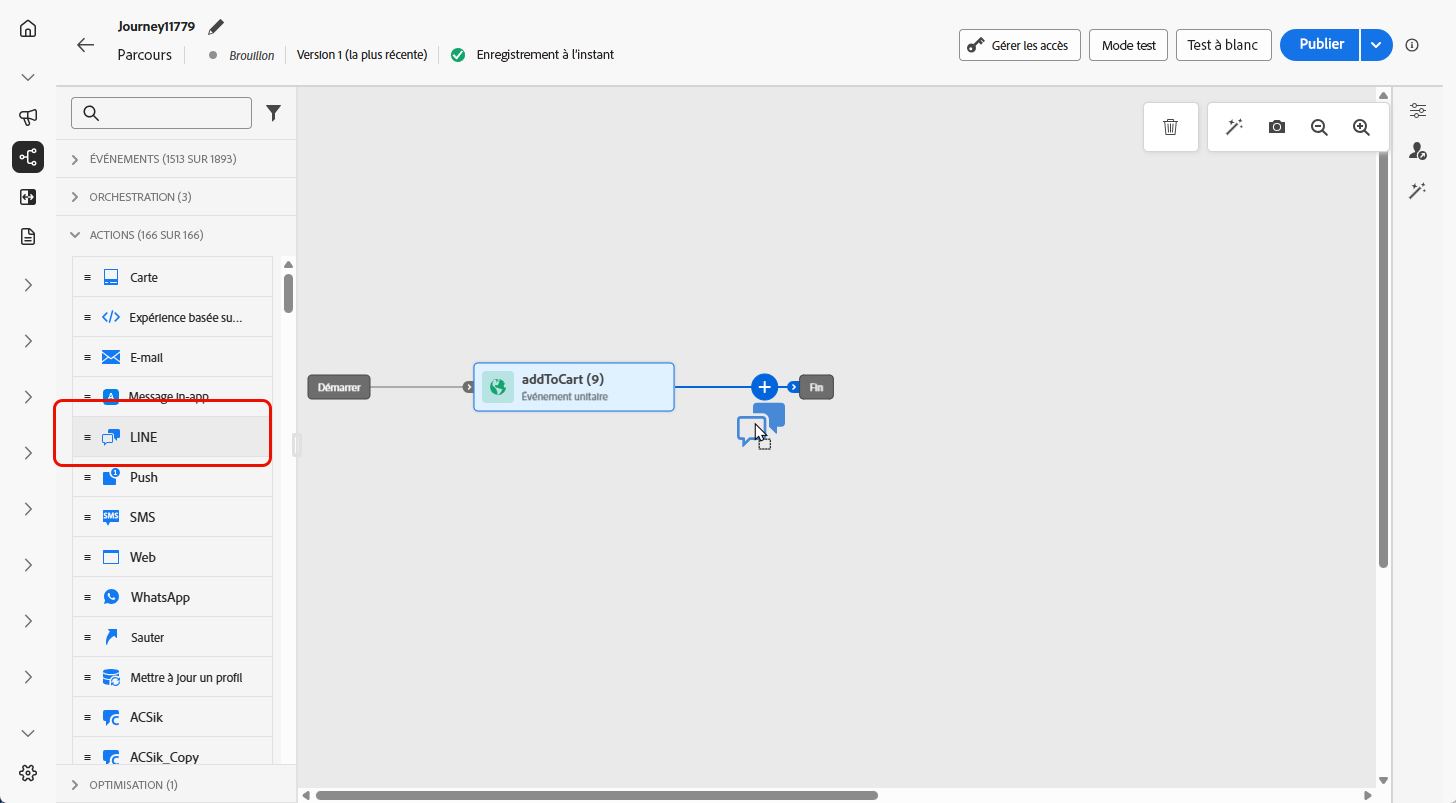 Journey11779
Parcours
Brouillon
Version 1 (la plus récente)
Enregistrement à l'instant
Gérer les accès
Mode test
Test à blanc
Publier
ÉVÉNEMENTS (1513 SUR 1893)
ORCHESTRATION (3)
ACTIONS (166 SUR 166)
Carte
Expérience basée su...
E-mail
Message in-app
LINE
Push
SMS
Web
WhatsApp
Sauter
Mettre à jour un profil
ACSik
ACSik_Copy
OPTIMISATION (1)
Démarrer
addToCart (9)
Événement unitaire
Fin